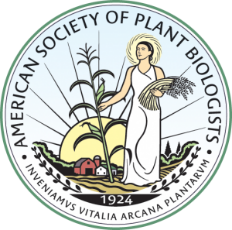 AMERICAN SOCIETY OF PLANT BIOLOGISTS
1924
• INVENIAMVS VITALIA ARCANA PLANTARVM •